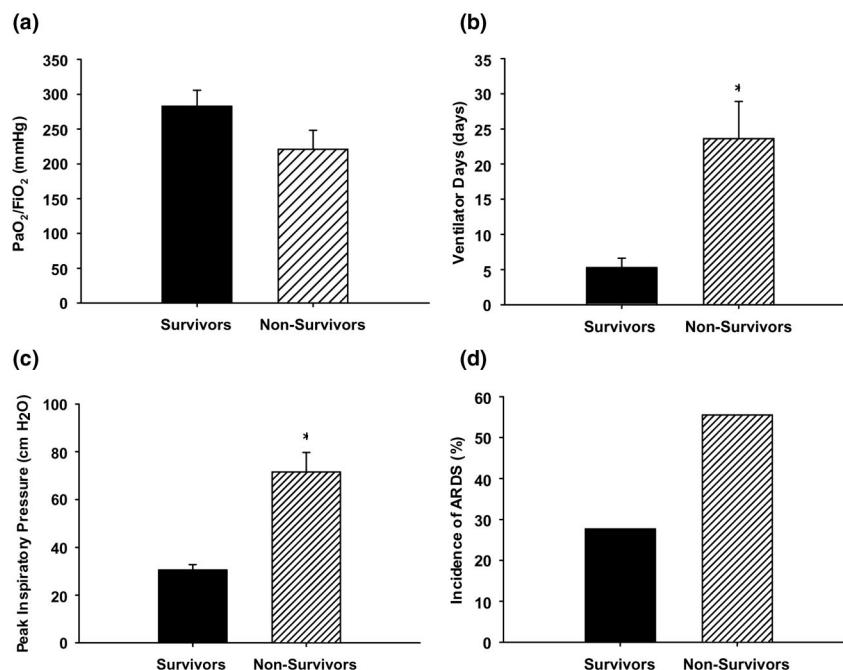 (a)
PaO2/FiO2 (mmHg)
350
300
250
200
150
100
50
0
Survivors Non-Survivors
(b)
Ventilator Days (days)
35
30
25
20
15
10
5
0
*
Survivors Non-Survivors
(c)
Peak Inspiratory Pressure (cm H2O)
100
80
60
40
20
0
*
Survivors Non-Survivors
(d)
Incidence of ARDS (%)
60
50
40
30
20
10
0
Survivors Non-Survivors